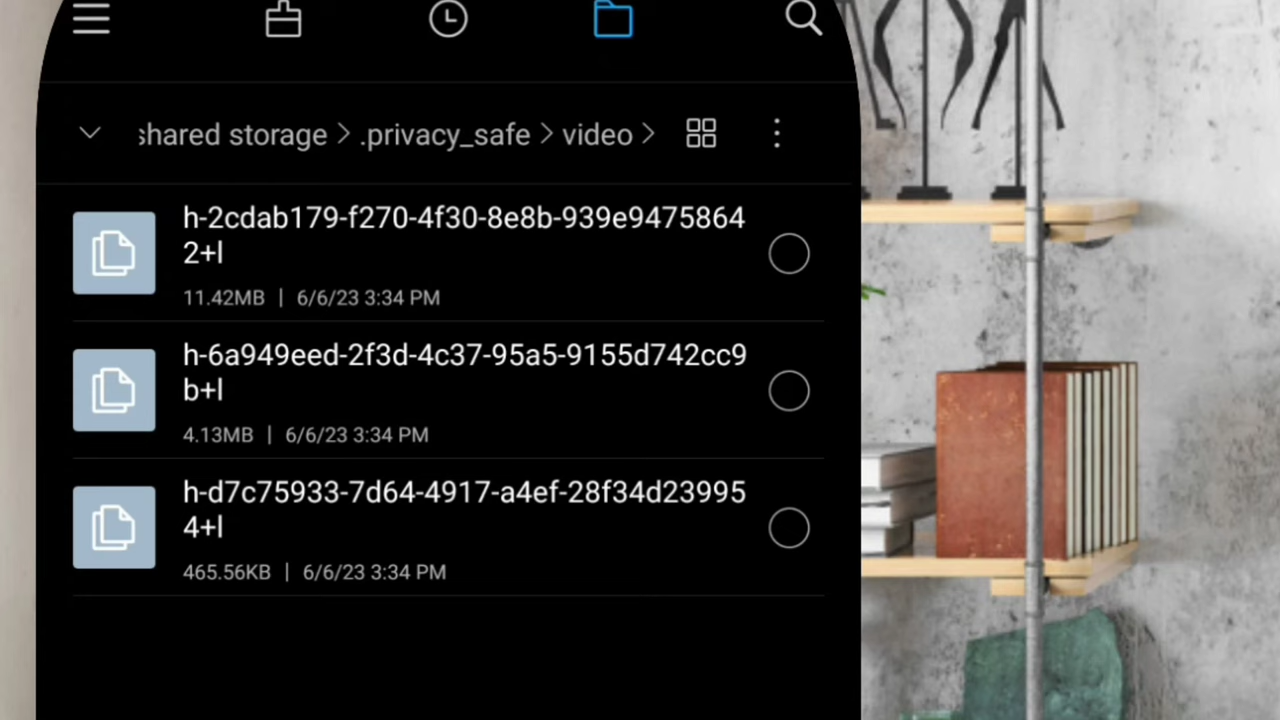 shared storage > .privacy_safe > video >
h-2cdab179-f270-4f30-8e8b-939e9475864
2+l
11.42MB | 6/6/23 3:34 PM
h-6a949eed-2f3d-4c37-95a5-9155d742cc9
b+l
4.13MB | 6/6/23 3:34 PM
h-d7c75933-7d64-4917-a4ef-28f34d23995
4+l
465.56KB | 6/6/23 3:34 PM